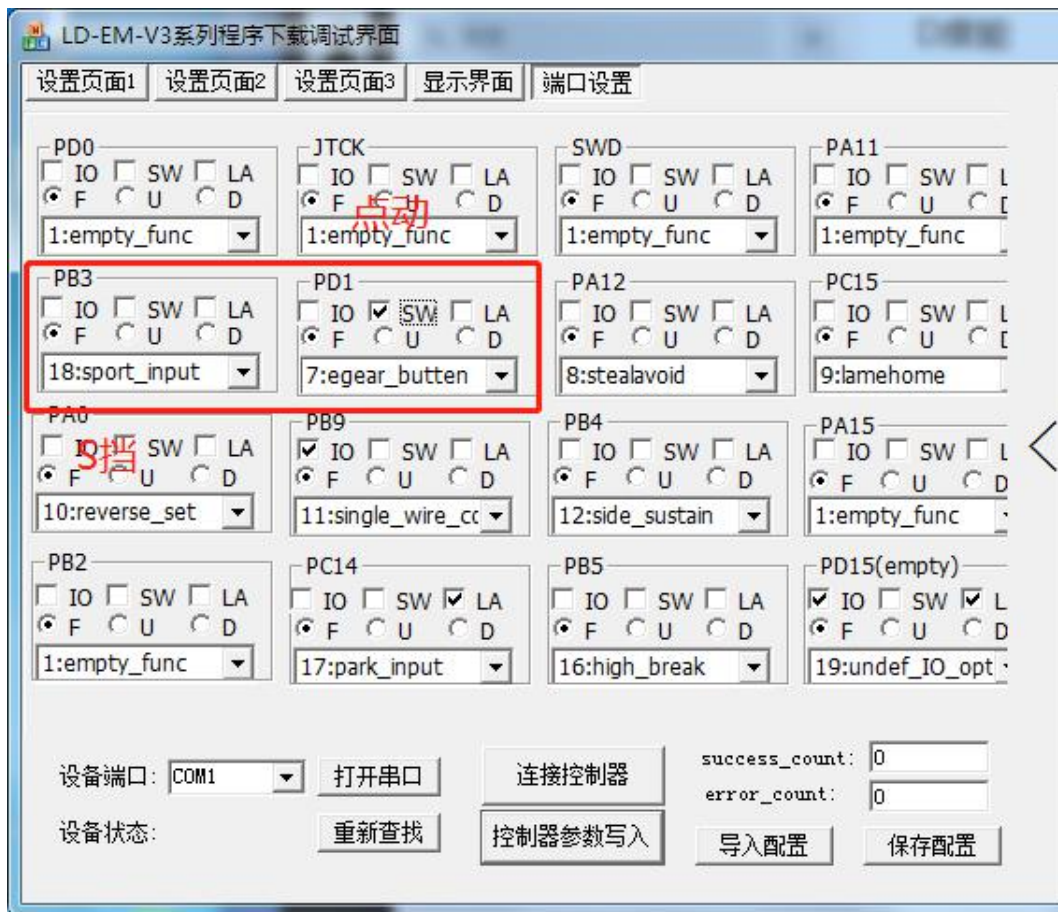 LD-EM-V3系列程序下载调试界面
设置页面1 设置页面2 设置页面3 显示界面 端口设置
PD0 JTCK SWD PA11
IO SW LA IO SW LA IO SW LA IO SW L
F U D F U D F U D F U D
点动
1:empty_func 1:empty_func 1:empty_func 1:empty_func
PB3 PD1 PA12 PC15
IO SW LA IO SW LA IO SW LA IO SW L
F U D F U D F U D F U D
18:sport_input 7:egear_butten 8:stealavoid 9:lamehome
PA0 PB9 PB4 PA15
IO SW LA IO SW LA IO SW LA IO SW L
S挡
F U D F U D F U D F U D
10:reverse_set 11:single_wire_cc 12:side_sustain 1:empty_func
PB2 PC14 PB5 PD15(empty)
IO SW LA IO SW LA IO SW LA IO SW L
F U D F U D F U D F U D
1:empty_func 17:park_input 16:high_break 19:undef_IO_opt
设备端口: COM1 打开串口 连接控制器 success_count: 0
error_count: 0
设备状态: 重新查找 控制器参数写入 导入配置 保存配置